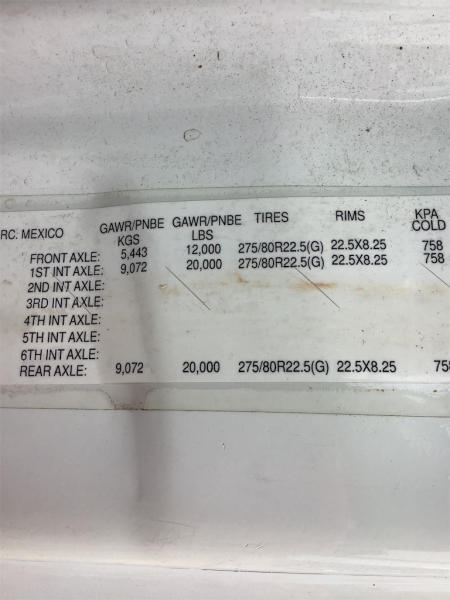 RC. MEXICO GAWR/PNBE KGS GAWR/PNBE LBS TIRES RIMS KPA COLD
FRONT AXLE: 5,443 12,000 275/80R22.5(G) 22.5X8.25 758
1ST INT AXLE: 9,072 20,000 275/80R22.5(G) 22.5X8.25 758
2ND INT AXLE:
3RD INT AXLE:
4TH INT AXLE:
5TH INT AXLE:
6TH INT AXLE:
REAR AXLE: 9,072 20,000 275/80R22.5(G) 22.5X8.25 758